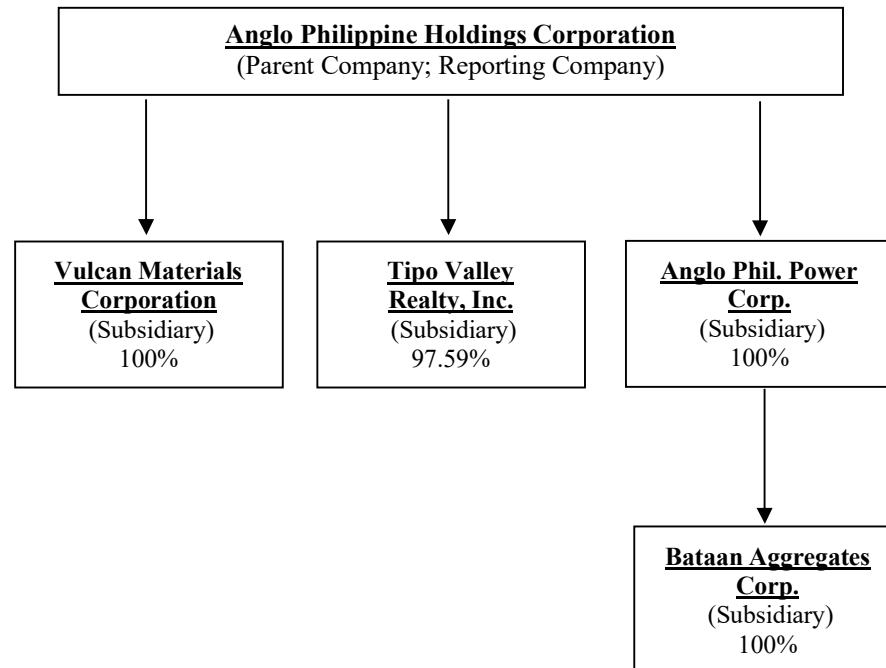 Anglo Philippine Holdings Corporation
(Parent Company; Reporting Company)
Vulcan Materials
Corporation
(Subsidiary)
100%
Tipo Valley
Realty, Inc.
(Subsidiary)
97.59%
Anglo Phil. Power
Corp.
(Subsidiary)
100%
Bataan Aggregates
Corp.
(Subsidiary)
100%